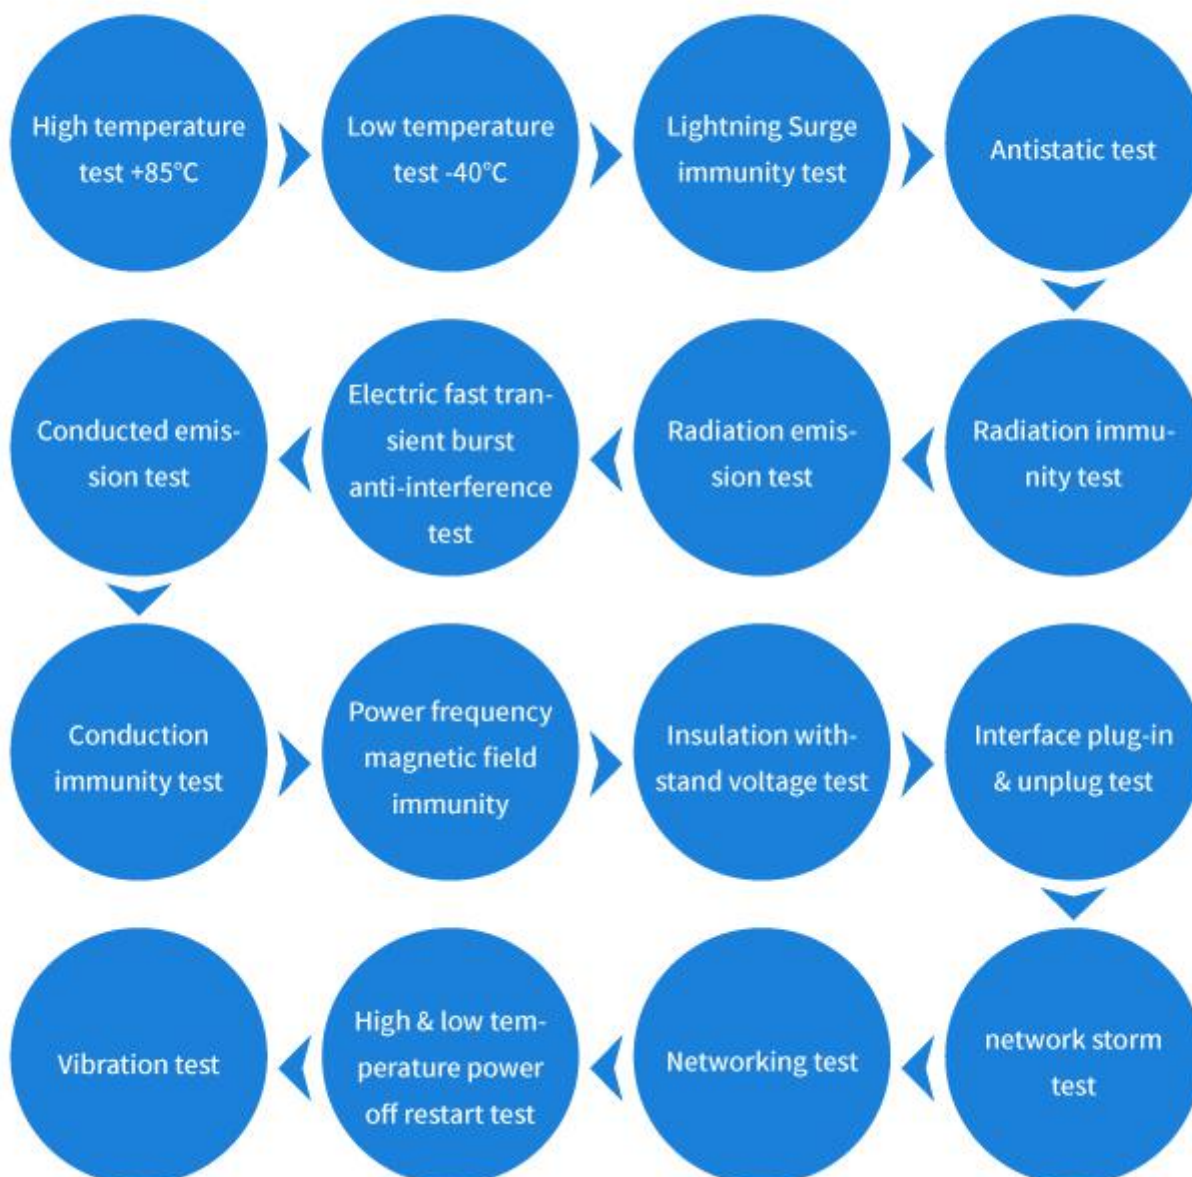 High temperature
test +85℃
Low temperature
test -40℃
Lightning Surge
immunity test
Antistatic test
Radiation immu-
nity test
Radiation emis-
sion test
Electric fast tran-
sient burst
anti-interference
test
Conducted emis-
sion test
Conduction
immunity test
Power frequency
magnetic field
immunity
Insulation with-
stand voltage test
Interface plug-in
& unplug test
network storm
test
Networking test
High & low tem-
perature power
off restart test
Vibration test